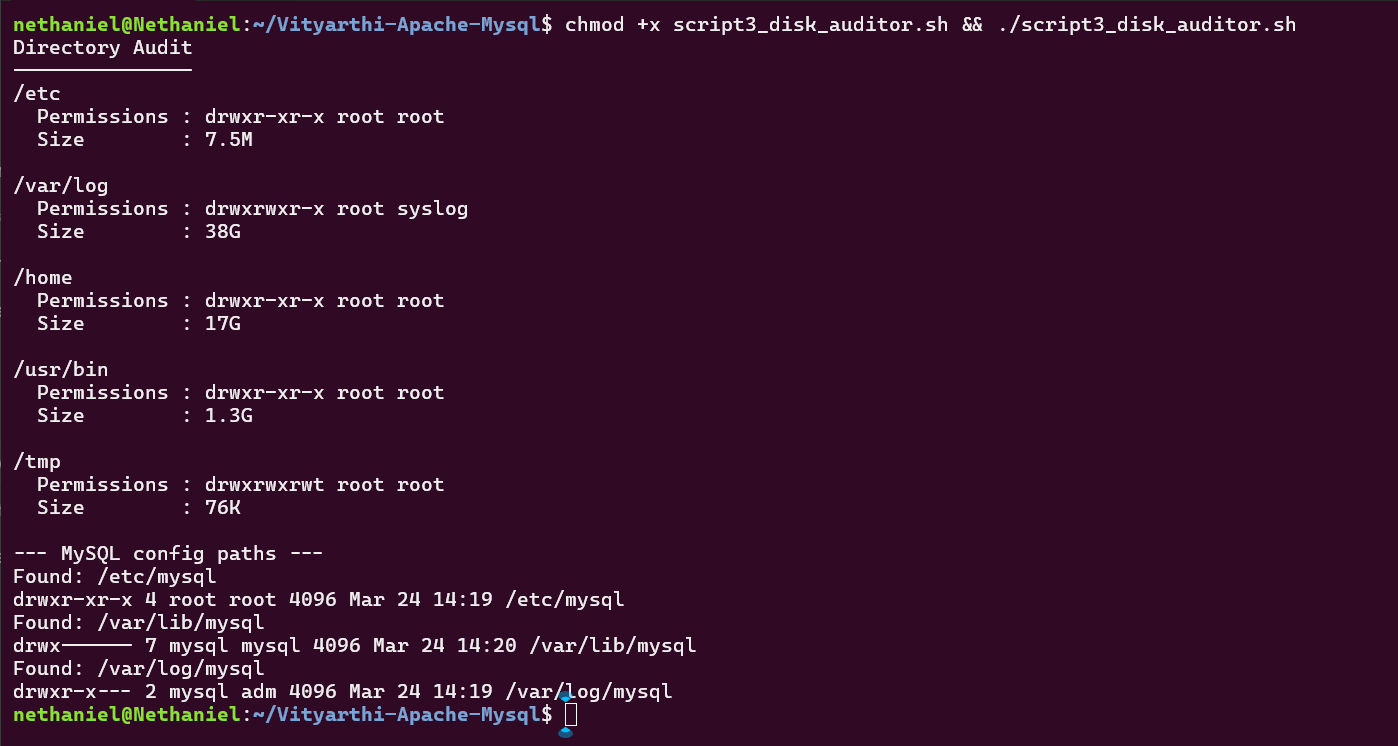 nethaniel@Nethaniel:~/Vityarthi-Apache-Mysql$ chmod +x script3_disk_auditor.sh && ./script3_disk_auditor.sh
Directory Audit
---------------
/etc
  Permissions : drwxr-xr-x root root
  Size        : 7.5M

/var/log
  Permissions : drwxrwxr-x root syslog
  Size        : 38G

/home
  Permissions : drwxr-xr-x root root
  Size        : 17G

/usr/bin
  Permissions : drwxr-xr-x root root
  Size        : 1.3G

/tmp
  Permissions : drwxrwxrwt root root
  Size        : 76K

--- MySQL config paths ---
Found: /etc/mysql
drwxr-xr-x 4 root root 4096 Mar 24 14:19 /etc/mysql
Found: /var/lib/mysql
drwx------ 7 mysql mysql 4096 Mar 24 14:20 /var/lib/mysql
Found: /var/log/mysql
drwxr-x--- 2 mysql adm 4096 Mar 24 14:19 /var/log/mysql
nethaniel@Nethaniel:~/Vityarthi-Apache-Mysql$